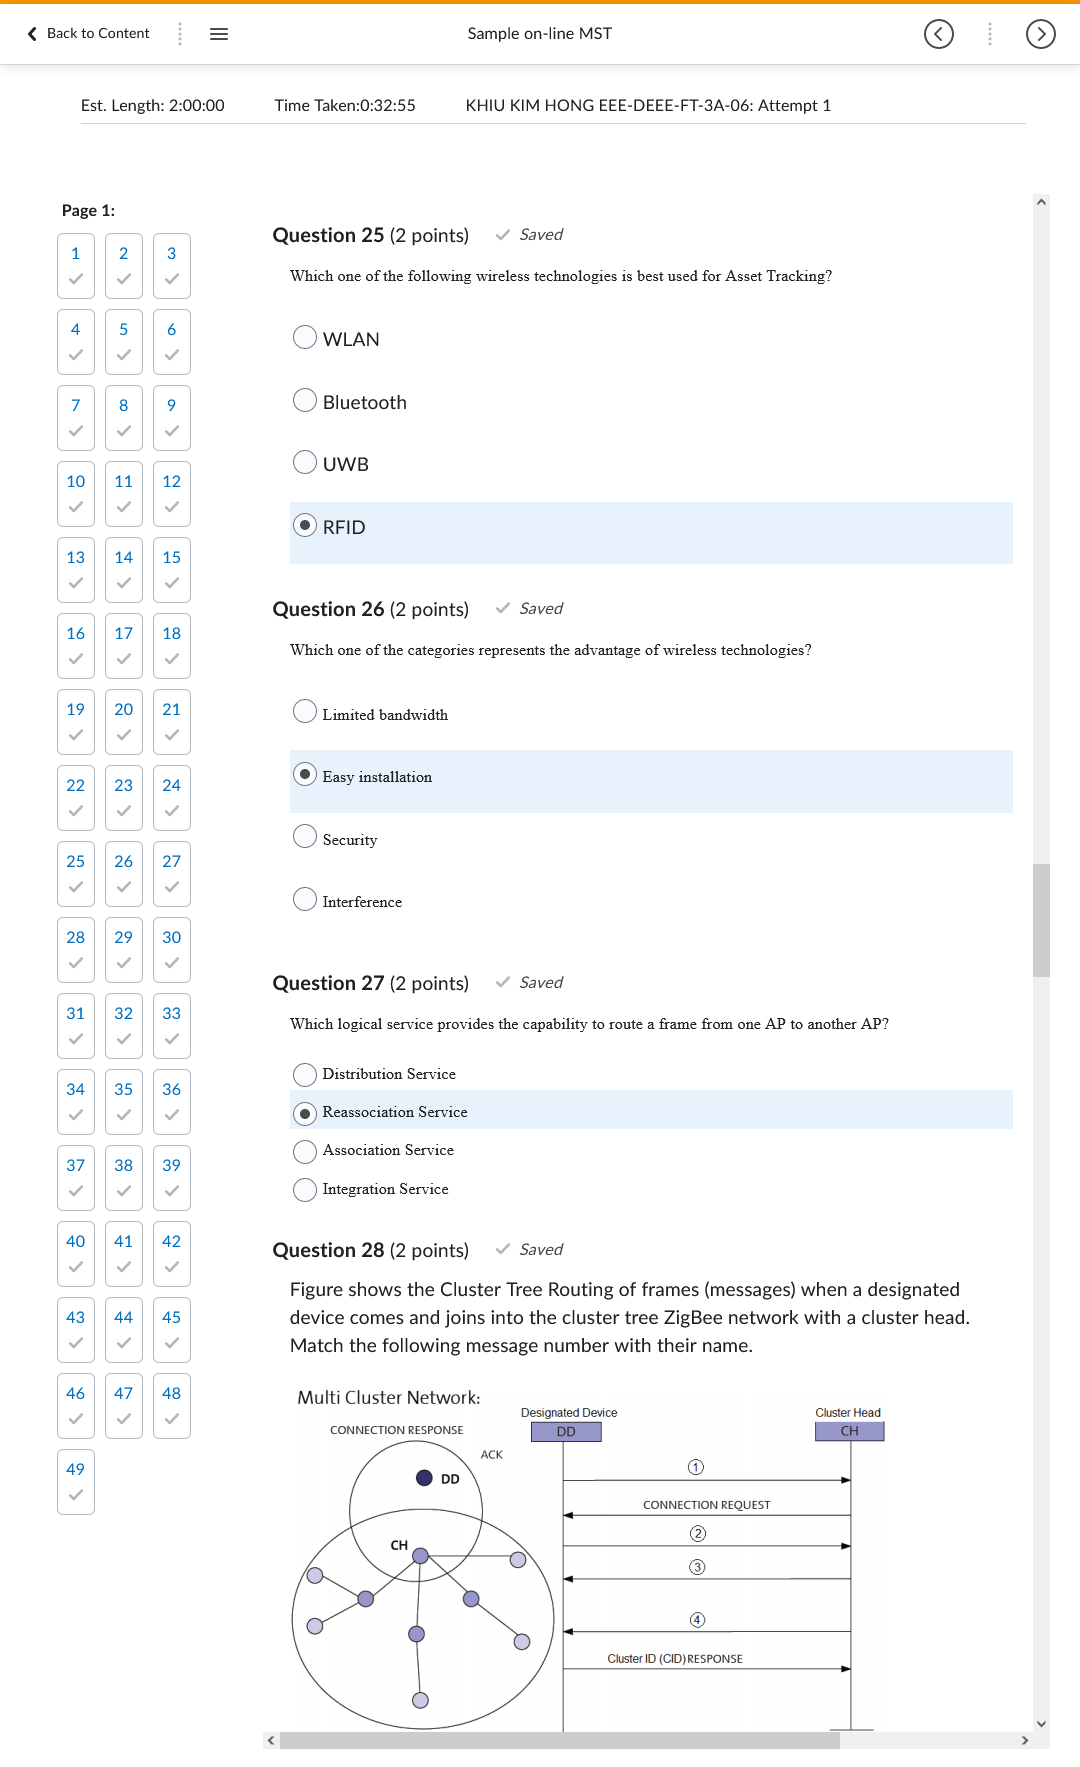 Back to Content
Sample on-line MST
Est. Length: 2:00:00 Time Taken:0:32:55 KHIU KIM HONG EEE-DEEE-FT-3A-06: Attempt 1
Page 1:
1 2 3
4 5 6
7 8 9
10 11 12
13 14 15
16 17 18
19 20 21
22 23 24
25 26 27
28 29 30
31 32 33
34 35 36
37 38 39
40 41 42
43 44 45
46 47 48
49
Question 25 (2 points) Saved
Which one of the following wireless technologies is best used for Asset Tracking?
WLAN
Bluetooth
UWB
RFID
Question 26 (2 points) Saved
Which one of the categories represents the advantage of wireless technologies?
Limited bandwidth
Easy installation
Security
Interference
Question 27 (2 points) Saved
Which logical service provides the capability to route a frame from one AP to another AP?
Distribution Service
Reassociation Service
Association Service
Integration Service
Question 28 (2 points) Saved
Figure shows the Cluster Tree Routing of frames (messages) when a designated
device comes and joins into the cluster tree ZigBee network with a cluster head.
Match the following message number with their name.
Multi Cluster Network:
CONNECTION RESPONSE
ACK
DD
CH
Designated Device
DD
Cluster Head
CH
1
CONNECTION REQUEST
2
3
4
Cluster ID (CID) RESPONSE